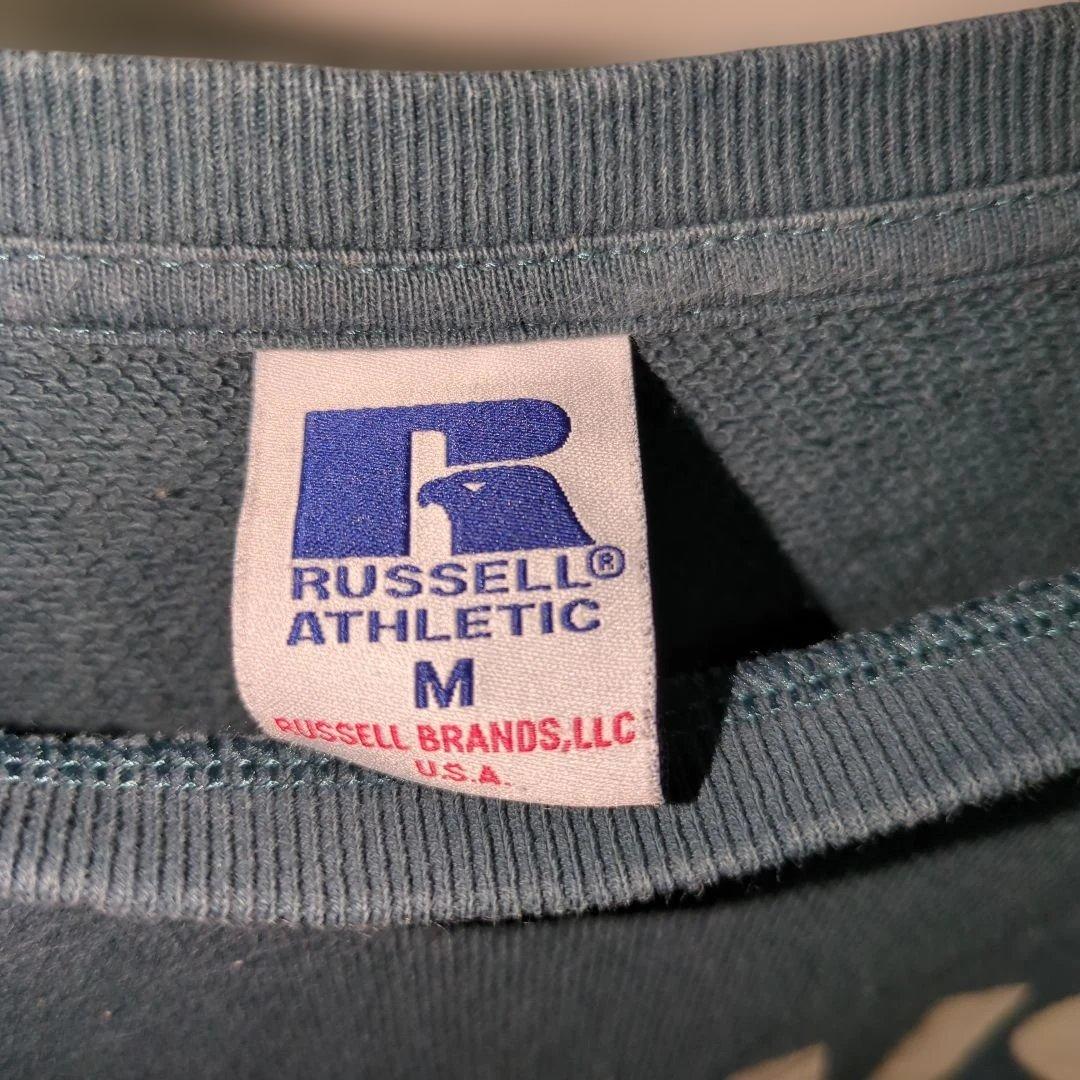 RUSSELL®
ATHLETIC
M
RUSSELL BRANDS,LLC
U.S.A.